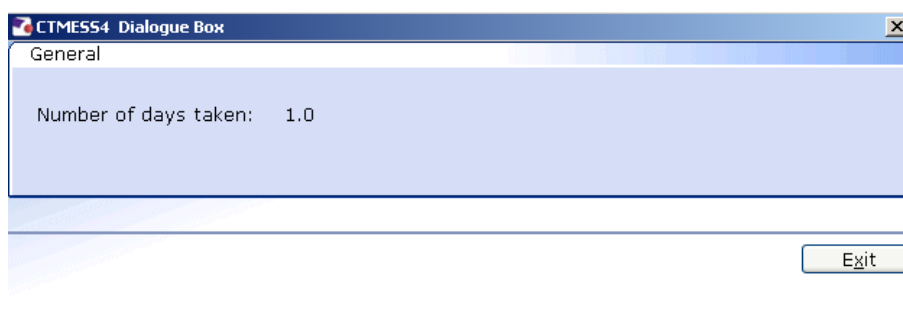 CTMESS4 Dialogue Box
General
Number of days taken: 1.0
Exit